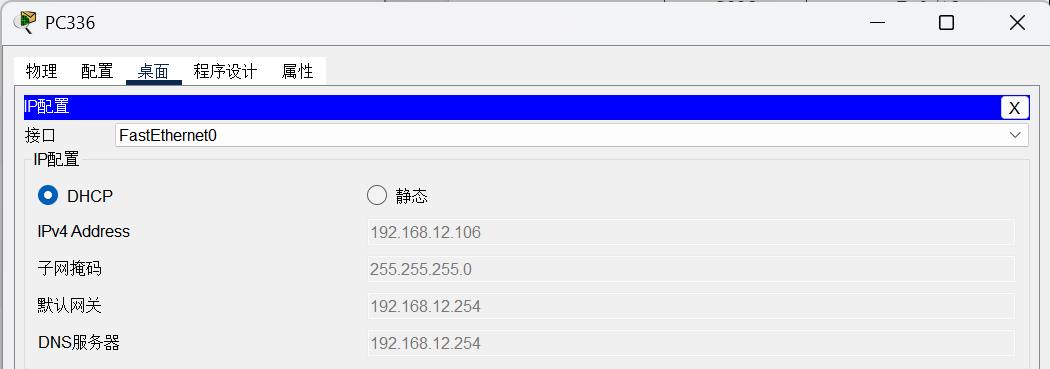 PC336
物理 配置 桌面 程序设计 属性
IP配置 X
接口 FastEthernet0
IP配置
DHCP 静态
IPv4 Address 192.168.12.106
子网掩码 255.255.255.0
默认网关 192.168.12.254
DNS服务器 192.168.12.254